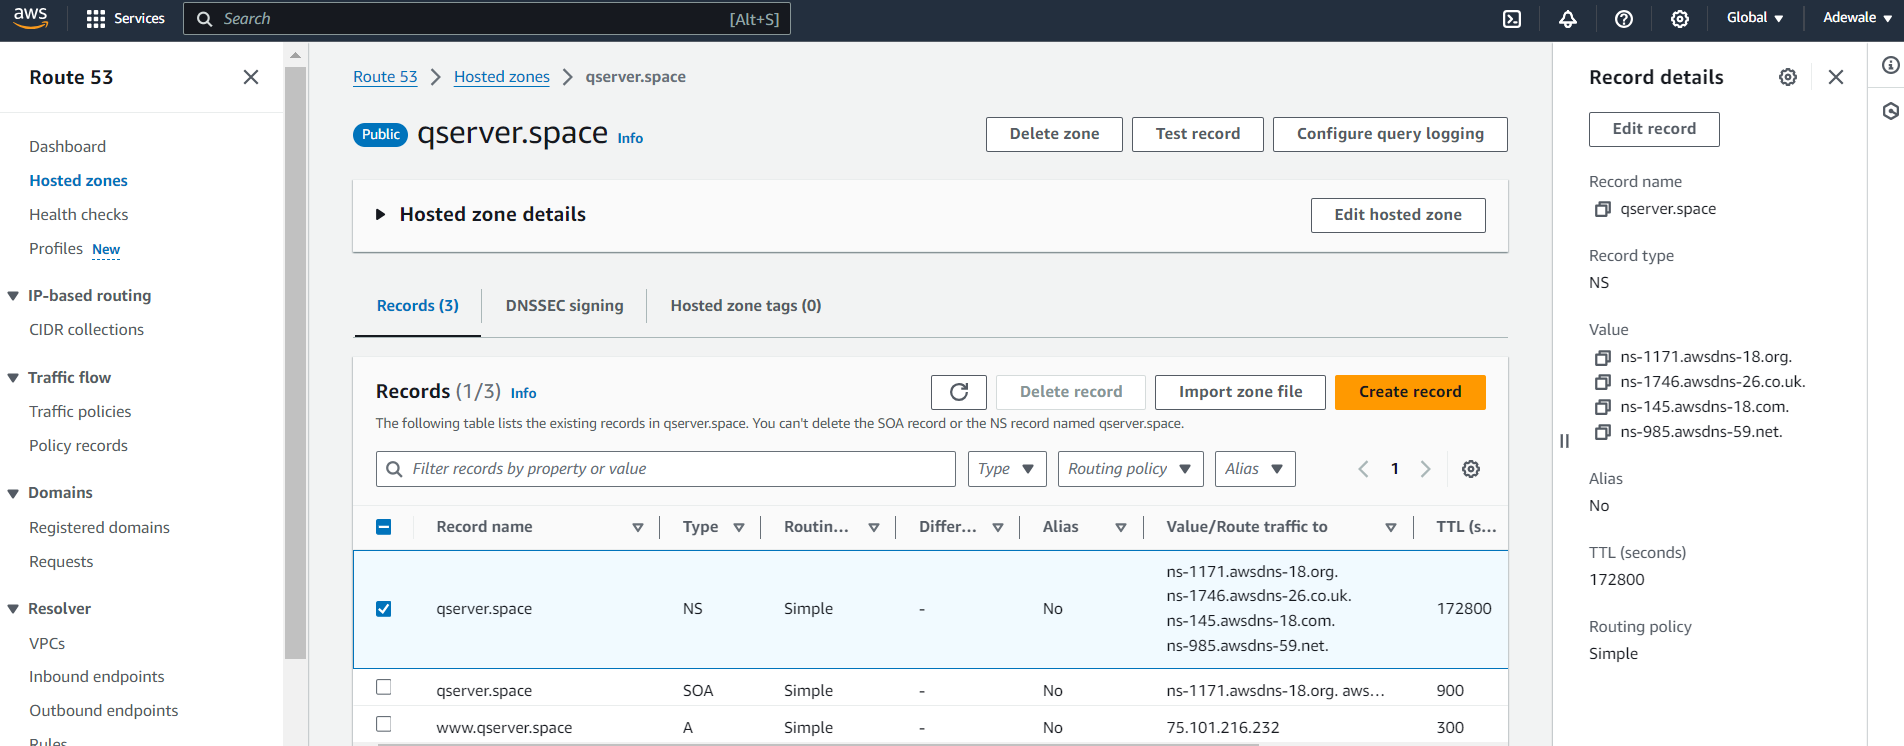 aws
Services
Search
[Alt+S]
Global
Adewale
Route 53
Dashboard
Hosted zones
Health checks
Profiles New
IP-based routing
CIDR collections
Traffic flow
Traffic policies
Policy records
Domains
Registered domains
Requests
Resolver
VPCs
Inbound endpoints
Outbound endpoints
Rules
Route 53
Hosted zones
qserver.space
Public qserver.space Info
Delete zone
Test record
Configure query logging
Hosted zone details
Edit hosted zone
Records (3)
DNSSEC signing
Hosted zone tags (0)
Records (1/3) Info
Delete record
Import zone file
Create record
The following table lists the existing records in qserver.space. You can't delete the SOA record or the NS record named qserver.space.
Filter records by property or value
Type
Routing policy
Alias
1
Record name Type Routin... Differ... Alias Value/Route traffic to TTL (s...
qserver.space NS Simple - No
ns-1171.awsdns-18.org.
ns-1746.awsdns-26.co.uk.
ns-145.awsdns-18.com.
ns-985.awsdns-59.net.
172800
qserver.space SOA Simple - No ns-1171.awsdns-18.org. aws... 900
www.qserver.space A Simple - No 75.101.216.232 300
Record details
Edit record
Record name
qserver.space
Record type
NS
Value
ns-1171.awsdns-18.org.
ns-1746.awsdns-26.co.uk.
ns-145.awsdns-18.com.
ns-985.awsdns-59.net.
Alias
No
TTL (seconds)
172800
Routing policy
Simple